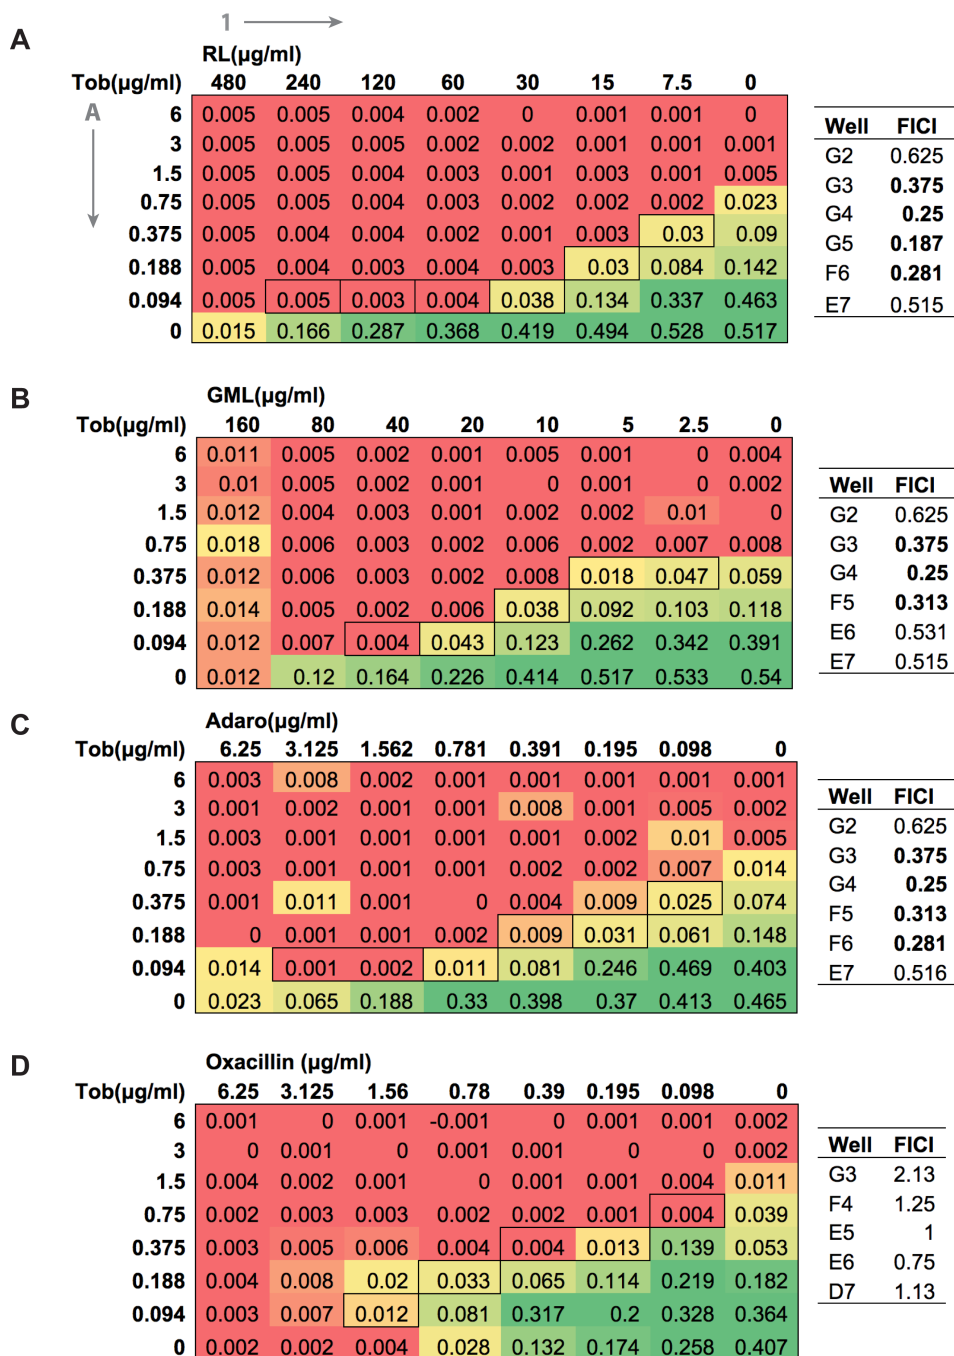 1
A
RL(µg/ml)
Tob(µg/ml) 480 240 120 60 30 15 7.5 0
A
6 0.005 0.005 0.004 0.002 0 0.001 0.001 0
3 0.005 0.005 0.005 0.002 0.002 0.001 0.001 0.001
1.5 0.005 0.005 0.004 0.003 0.001 0.003 0.001 0.005
0.75 0.005 0.005 0.004 0.003 0.002 0.002 0.002 0.023
0.375 0.005 0.004 0.004 0.002 0.001 0.003 0.03 0.09
0.188 0.005 0.004 0.003 0.004 0.003 0.03 0.084 0.142
0.094 0.005 0.005 0.003 0.004 0.038 0.134 0.337 0.463
0 0.015 0.166 0.287 0.368 0.419 0.494 0.528 0.517
Well FICI
G2 0.625
G3 0.375
G4 0.25
G5 0.187
F6 0.281
E7 0.515
B
GML(µg/ml)
Tob(µg/ml) 160 80 40 20 10 5 2.5 0
6 0.011 0.005 0.002 0.001 0.005 0.001 0 0.004
3 0.01 0.005 0.002 0.001 0 0.001 0 0.002
1.5 0.012 0.004 0.003 0.001 0.002 0.002 0.01 0
0.75 0.018 0.006 0.003 0.002 0.006 0.002 0.007 0.008
0.375 0.012 0.006 0.003 0.002 0.008 0.018 0.047 0.059
0.188 0.014 0.005 0.002 0.006 0.038 0.092 0.103 0.118
0.094 0.012 0.007 0.004 0.043 0.123 0.262 0.342 0.391
0 0.012 0.12 0.164 0.226 0.414 0.517 0.533 0.54
Well FICI
G2 0.625
G3 0.375
G4 0.25
F5 0.313
E6 0.531
E7 0.515
C
Adaro(µg/ml)
Tob(µg/ml) 6.25 3.125 1.562 0.781 0.391 0.195 0.098 0
6 0.003 0.008 0.002 0.001 0.001 0.001 0.001 0.001
3 0.001 0.002 0.001 0.001 0.008 0.001 0.005 0.002
1.5 0.003 0.001 0.001 0.001 0.001 0.002 0.01 0.005
0.75 0.003 0.001 0.001 0.001 0.002 0.002 0.007 0.014
0.375 0.001 0.011 0.001 0 0.004 0.009 0.025 0.074
0.188 0 0.001 0.001 0.002 0.009 0.031 0.061 0.148
0.094 0.014 0.001 0.002 0.011 0.081 0.246 0.469 0.403
0 0.023 0.065 0.188 0.33 0.398 0.37 0.413 0.465
Well FICI
G2 0.625
G3 0.375
G4 0.25
F5 0.313
F6 0.281
E7 0.516
D
Oxacillin (µg/ml)
Tob(µg/ml) 6.25 3.125 1.56 0.78 0.39 0.195 0.098 0
6 0.001 0 0.001 -0.001 0 0.001 0.001 0.002
3 0 0.001 0 0.001 0.001 0 0 0.002
1.5 0.004 0.002 0.001 0 0.001 0.001 0.004 0.011
0.75 0.002 0.003 0.003 0.002 0.002 0.001 0.004 0.039
0.375 0.003 0.005 0.006 0.004 0.004 0.013 0.139 0.053
0.188 0.004 0.008 0.02 0.033 0.065 0.114 0.219 0.182
0.094 0.003 0.007 0.012 0.081 0.317 0.2 0.328 0.364
0 0.002 0.002 0.004 0.028 0.132 0.174 0.258 0.407
Well FICI
G3 2.13
F4 1.25
E5 1
E6 0.75
D7 1.13